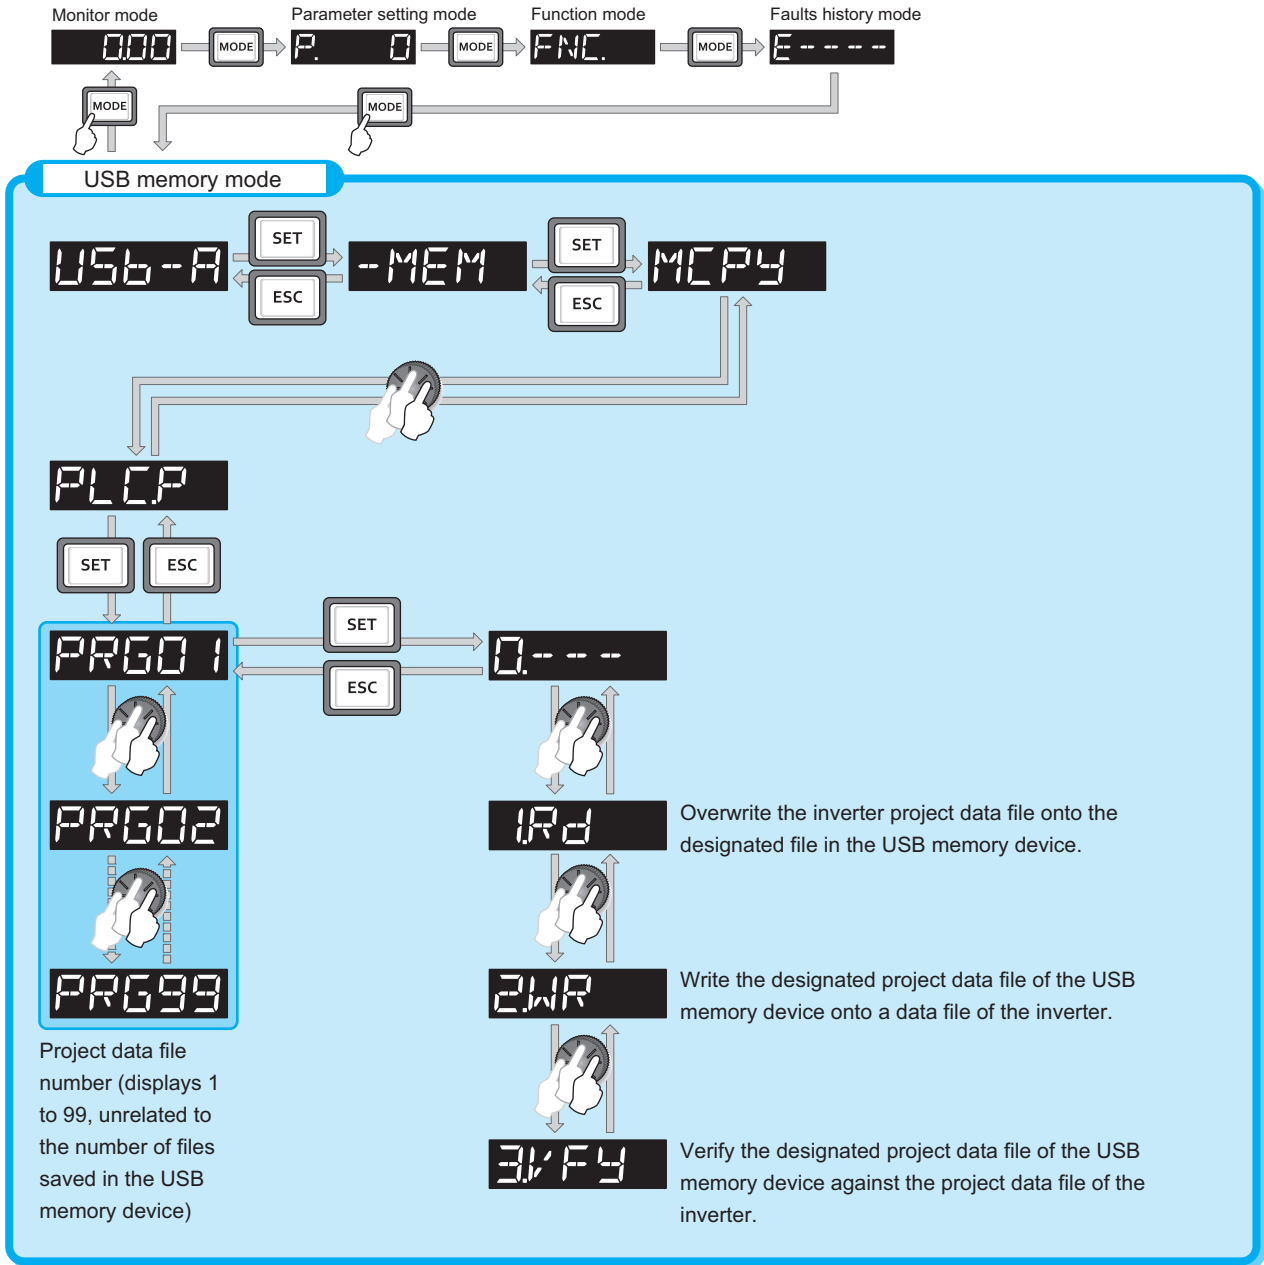 Monitor mode
Parameter setting mode
Function mode
Faults history mode
0.00
MODE
P. 0
MODE
FNC.
MODE
E-----
MODE
MODE
USB memory mode
USb-A
SET
ESC
-MEM
SET
ESC
MCPY
PLC.P
SET
ESC
PRG01
SET
ESC
0.---
PRG02
1.Rd
Overwrite the inverter project data file onto the
designated file in the USB memory device.
PRG99
2.WR
Write the designated project data file of the USB
memory device onto a data file of the inverter.
Project data file
number (displays 1
to 99, unrelated to
the number of files
saved in the USB
memory device)
3.VFY
Verify the designated project data file of the USB
memory device against the project data file of the
inverter.